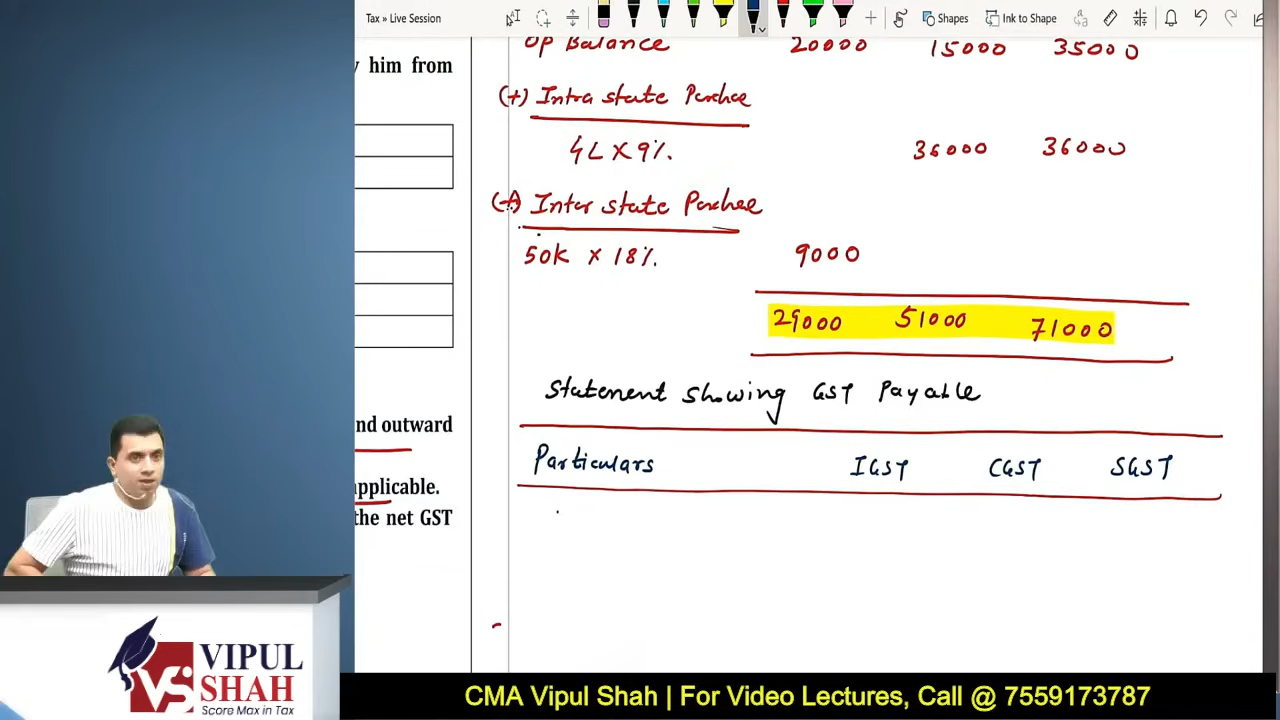 Tax » Live Session
Shapes
Ink to Shape
y him from
nd outward
applicable.
the net GST
Op Balance 20000 15000 35000
(+) Intra state Purchase
4L X 9%. 36000 36000
(+) Inter state Purchase
50K X 18%. 9000
29000 51000 71000
Statement showing GST Payable
Particulars IGST CGST SGST
VIPUL
SHAH
Score Max in Tax
VS
CMA Vipul Shah | For Video Lectures, Call @ 7559173787